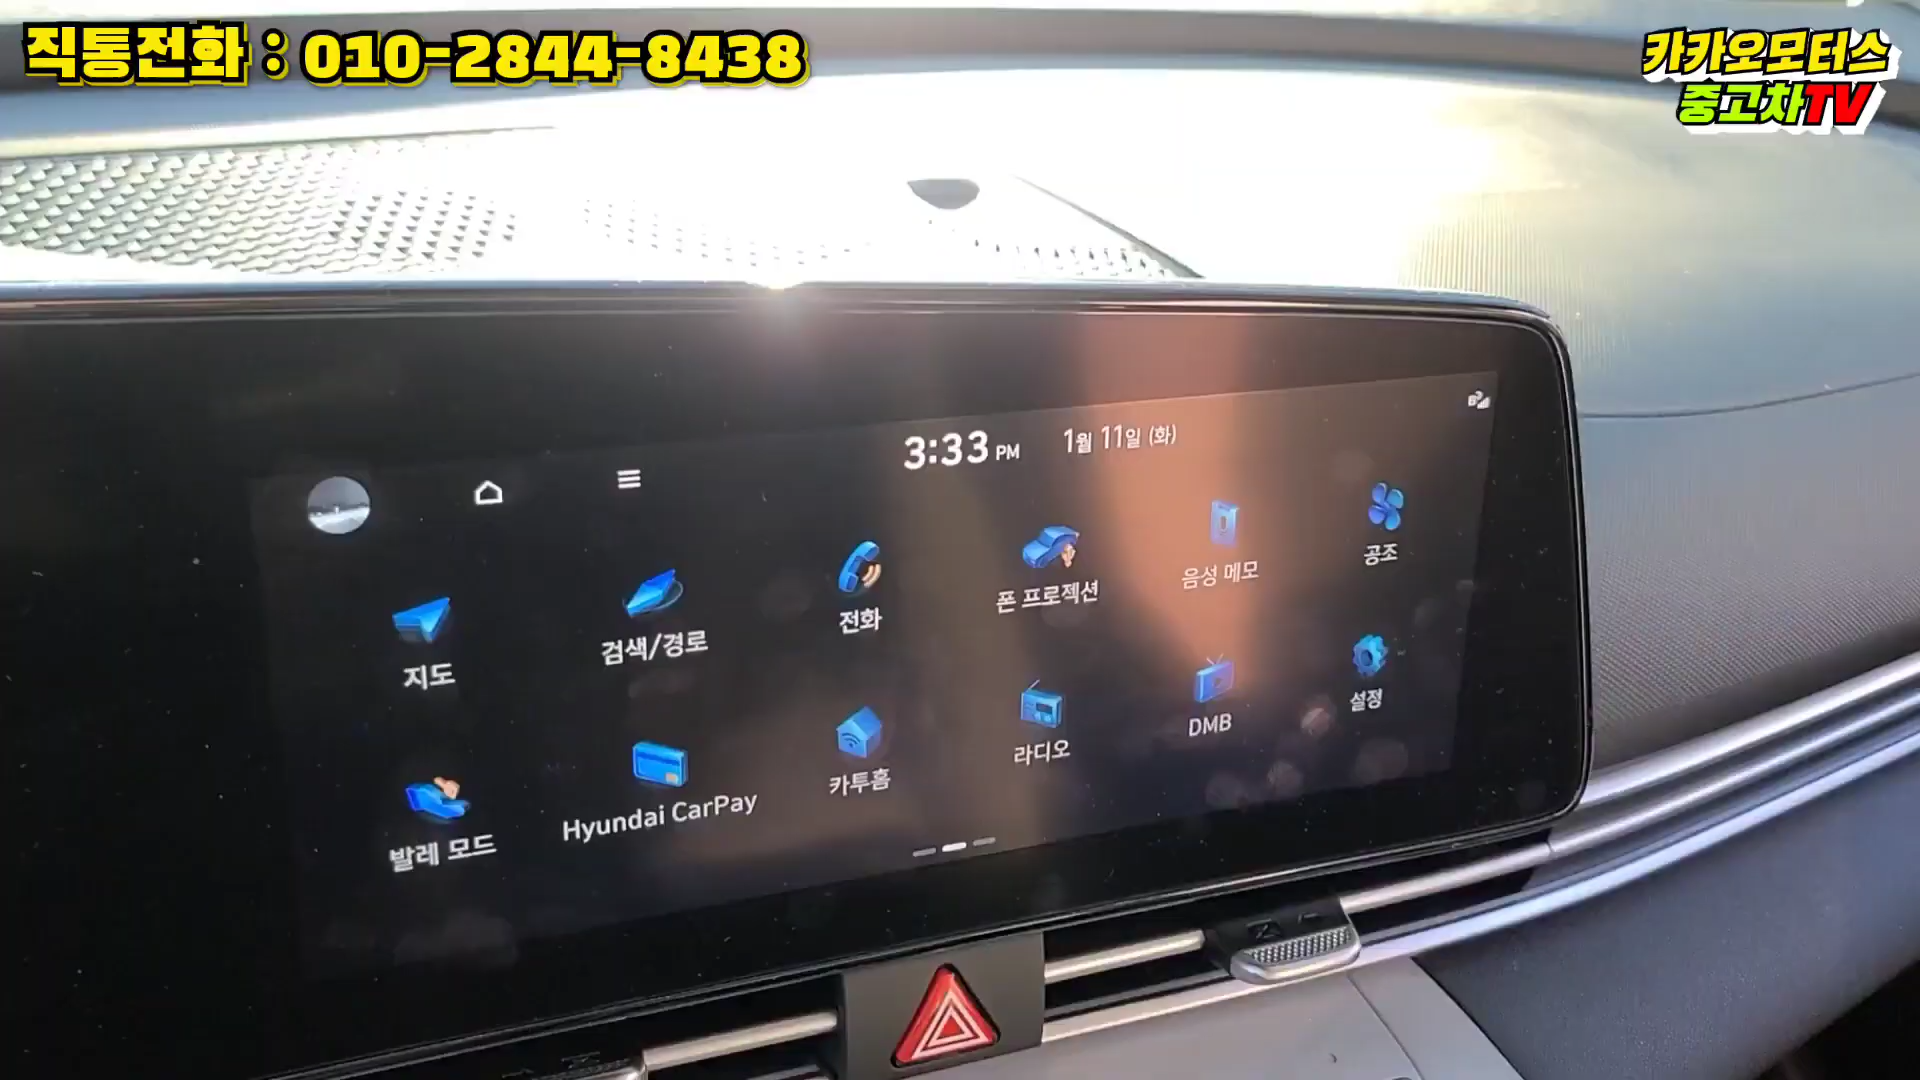 직통전화 : 010-2844-8438
카카오모터스
중고차TV
3:33 PM 1월 11일 (화)
지도
검색/경로
전화
폰 프로젝션
음성 메모
공조
발레 모드
Hyundai CarPay
카투홈
라디오
DMB
설정